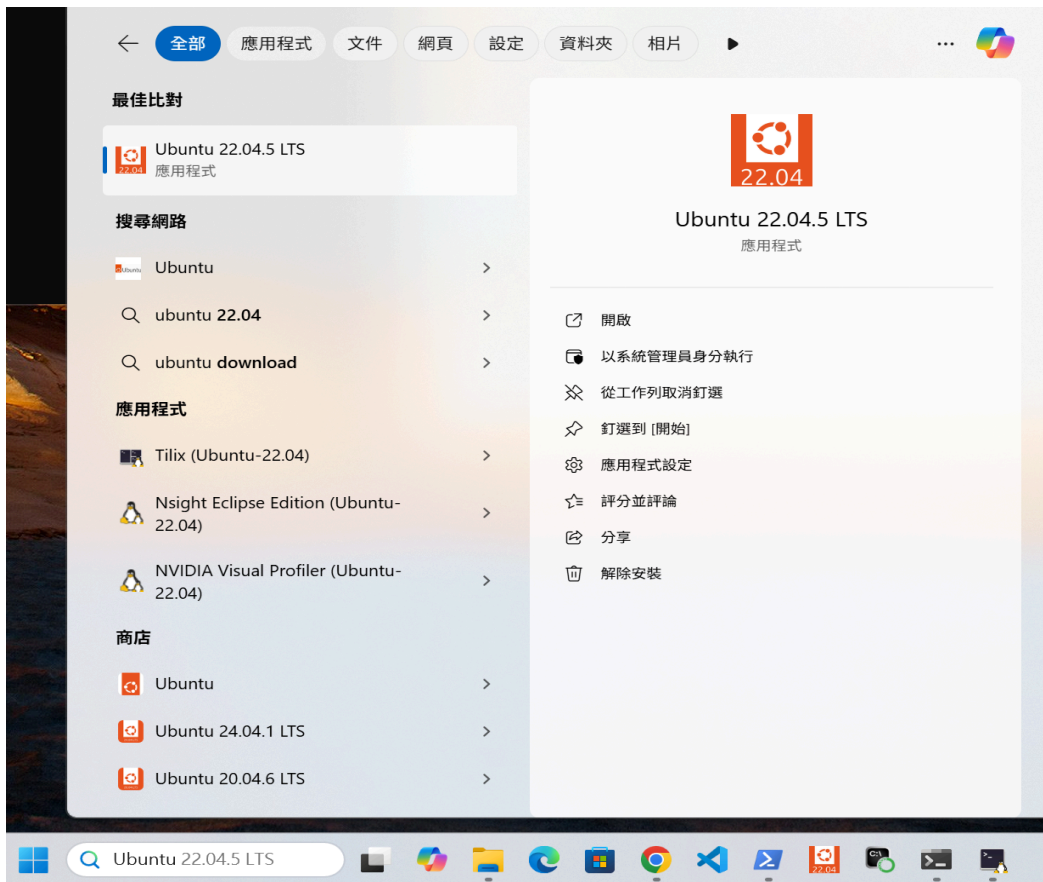 全部
應用程式
文件
網頁
設定
資料夾
相片
最佳比對
Ubuntu 22.04.5 LTS
應用程式
搜尋網路
Ubuntu
ubuntu 22.04
ubuntu download
應用程式
Tilix (Ubuntu-22.04)
Nsight Eclipse Edition (Ubuntu-
22.04)
NVIDIA Visual Profiler (Ubuntu-
22.04)
商店
Ubuntu
Ubuntu 24.04.1 LTS
Ubuntu 20.04.6 LTS
22.04
Ubuntu 22.04.5 LTS
應用程式
開啟
以系統管理員身分執行
從工作列取消釘選
釘選到 [開始]
應用程式設定
評分並評論
分享
解除安裝
Ubuntu 22.04.5 LTS
22.04